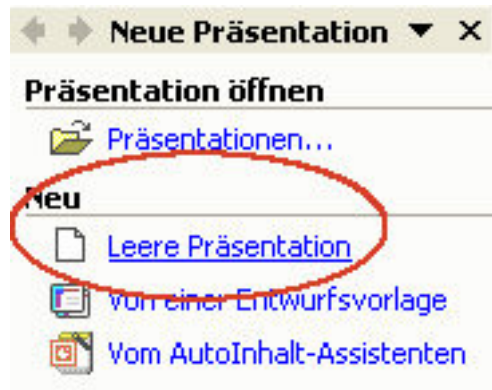 Neue Präsentation
Präsentation öffnen
Präsentationen...
Neu
Leere Präsentation
Von einer Entwurfsvorlage
Vom AutoInhalt-Assistenten